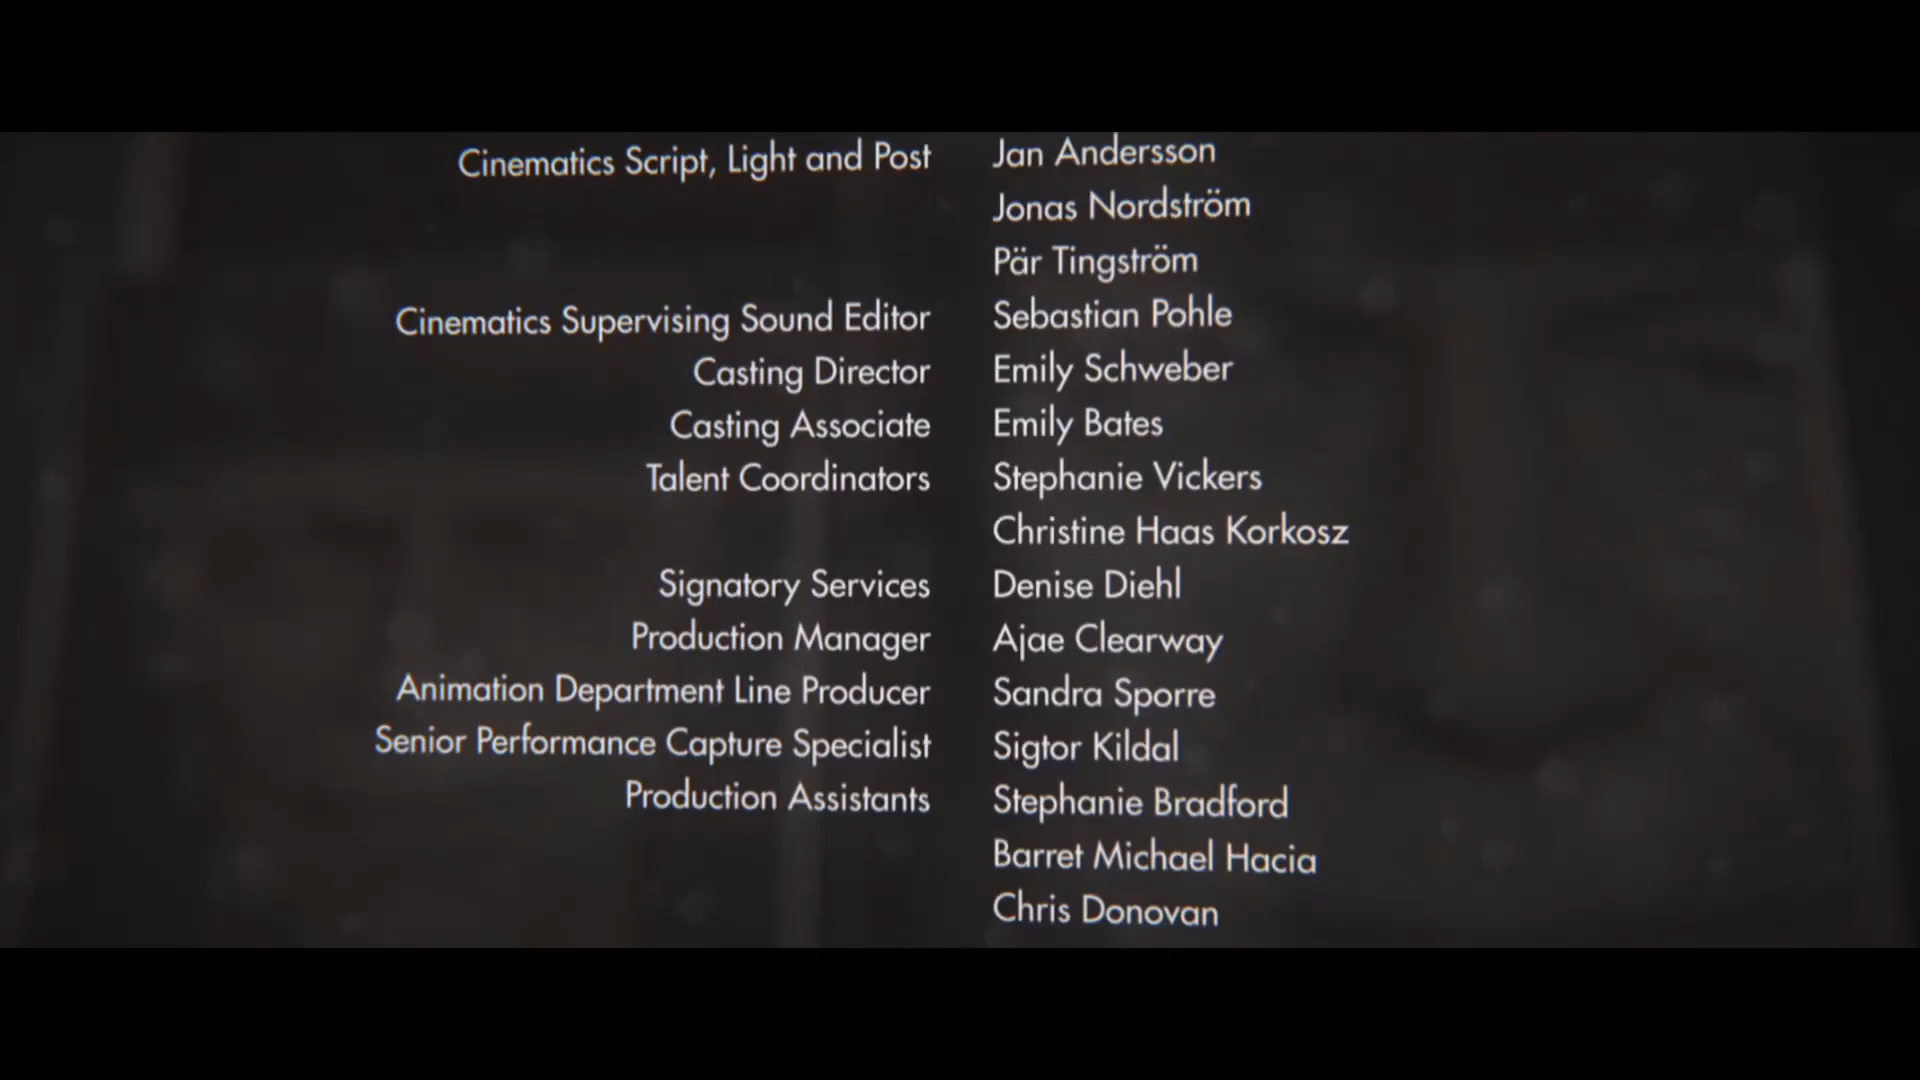 Cinematics Script, Light and Post Jan Andersson
Jonas Nordström
Pär Tingström
Cinematics Supervising Sound Editor Sebastian Pohle
Casting Director Emily Schweber
Casting Associate Emily Bates
Talent Coordinators Stephanie Vickers
Christine Haas Korkosz
Signatory Services Denise Diehl
Production Manager Ajae Clearway
Animation Department Line Producer Sandra Sporre
Senior Performance Capture Specialist Sigtor Kildal
Production Assistants Stephanie Bradford
Barret Michael Hacia
Chris Donovan